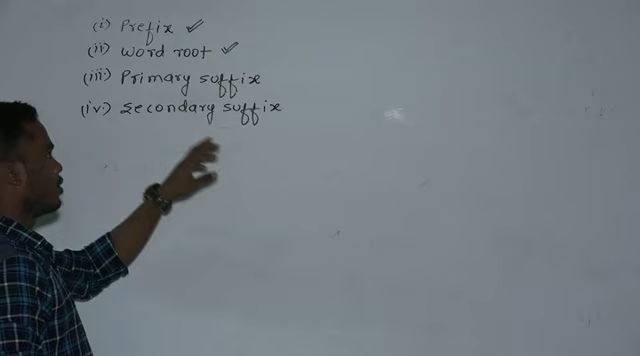 (i) Prefix ✓
(ii) Word root ✓
(iii) Primary suffix
(iv) Secondary suffix